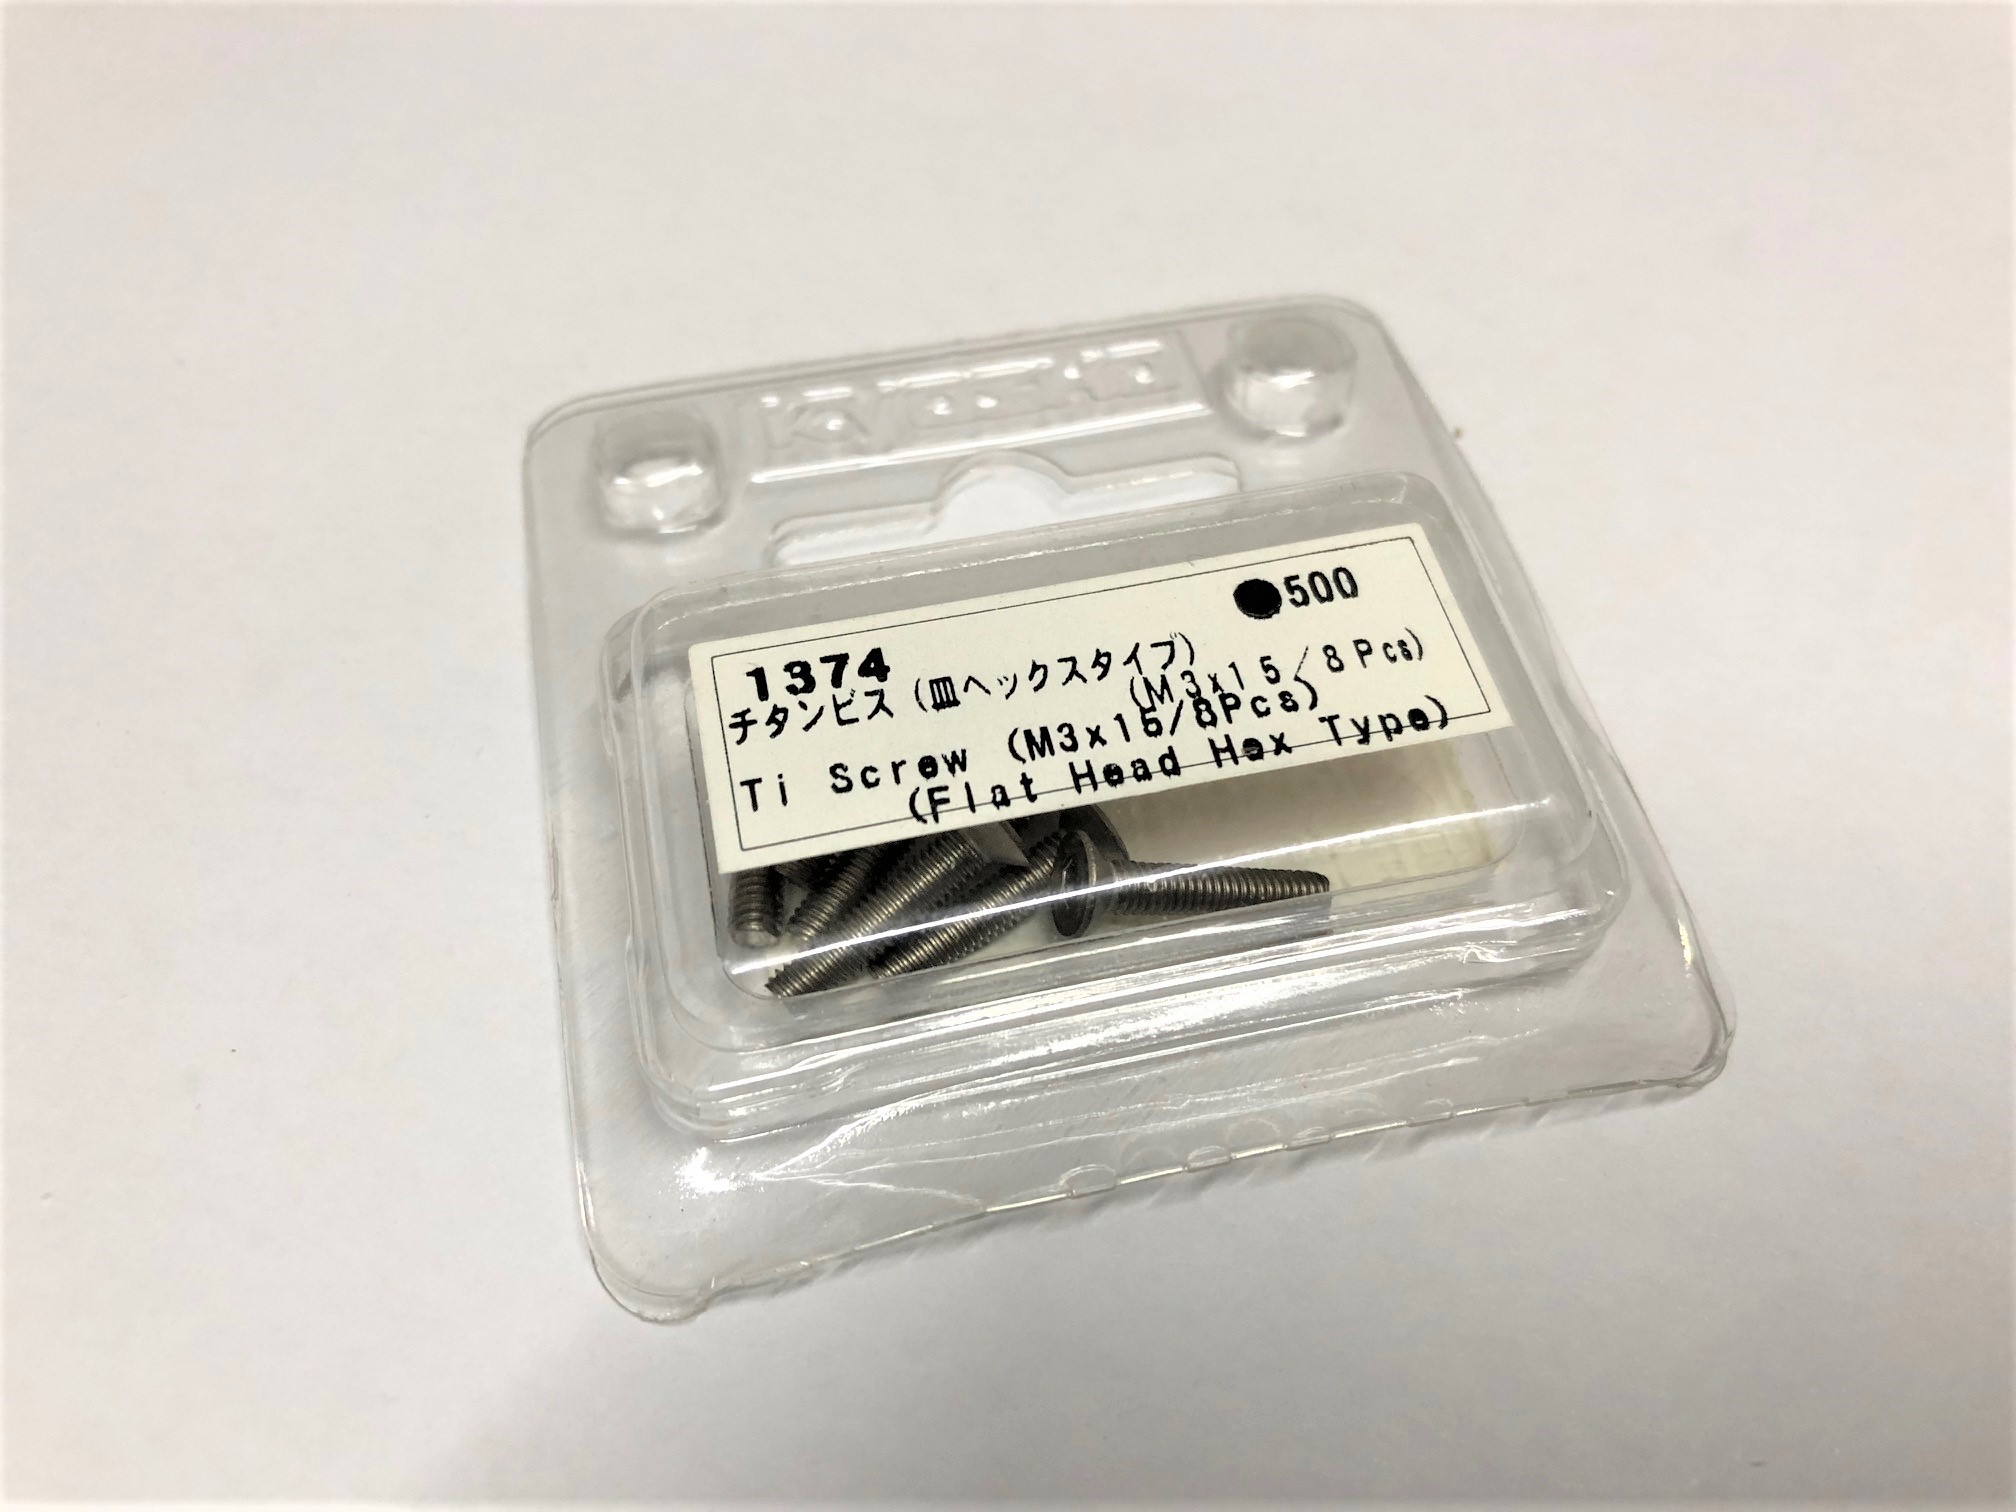 KYOSHO
●500
1374
チタンビス(皿ヘックスタイプ)
(M3x15/8Pcs)
Ti Screw (M3x15/8Pcs)
(Flat Head Hex Type)